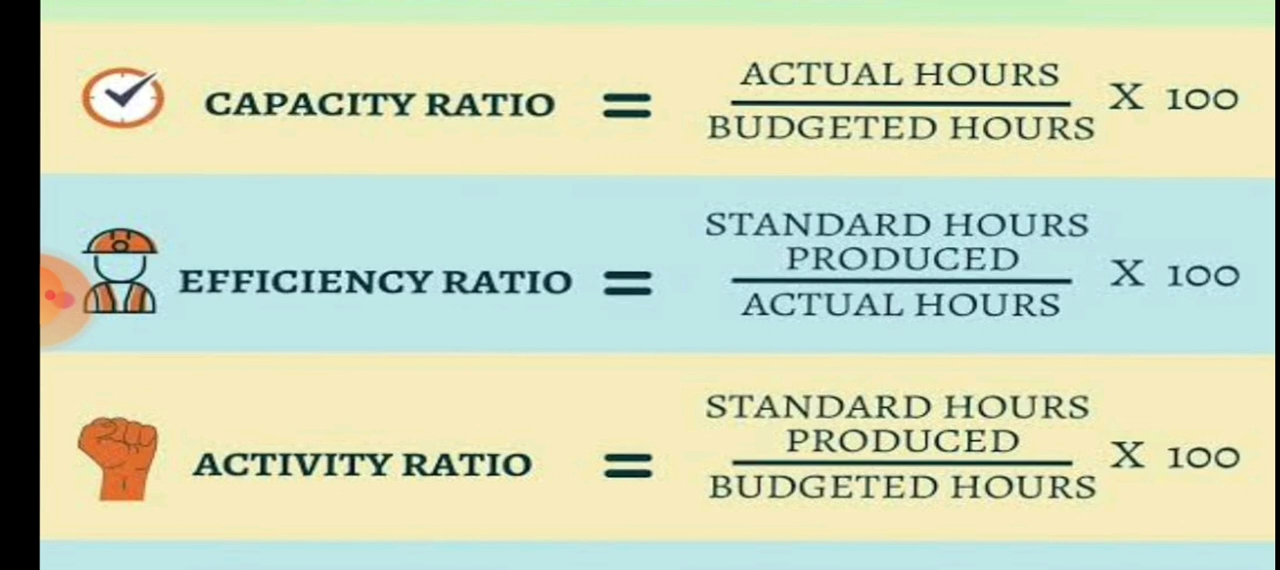 CAPACITY RATIO = ACTUAL HOURS
BUDGETED HOURS X 100
EFFICIENCY RATIO = STANDARD HOURS
PRODUCED
ACTUAL HOURS X 100
ACTIVITY RATIO = STANDARD HOURS
PRODUCED
BUDGETED HOURS X 100